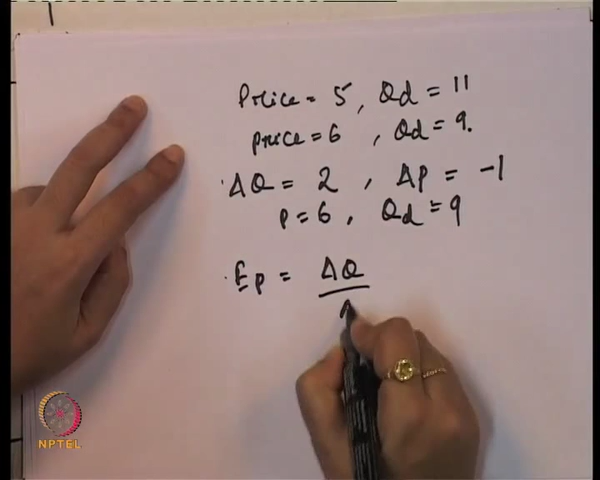 Price = 5, Qd = 11
price = 6, Qd = 9.
ΔQ = 2, ΔP = -1
P = 6, Qd = 9
Ep = ΔQ
NPTEL